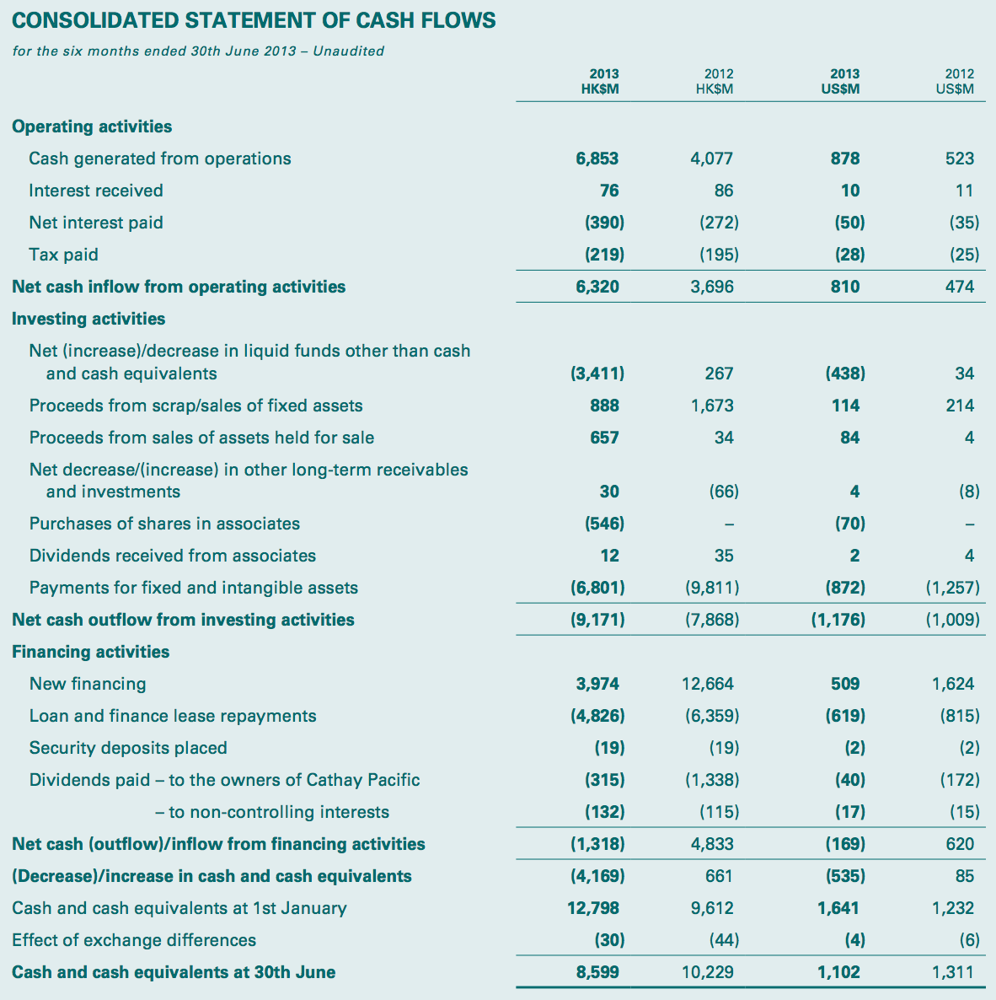 CONSOLIDATED STATEMENT OF CASH FLOWS
for the six months ended 30th June 2013 – Unaudited
2013 2012 2013 2012
HK$M HK$M US$M US$M
Operating activities
Cash generated from operations 6,853 4,077 878 523
Interest received 76 86 10 11
Net interest paid (390) (272) (50) (35)
Tax paid (219) (195) (28) (25)
Net cash inflow from operating activities 6,320 3,696 810 474
Investing activities
Net (increase)/decrease in liquid funds other than cash
and cash equivalents (3,411) 267 (438) 34
Proceeds from scrap/sales of fixed assets 888 1,673 114 214
Proceeds from sales of assets held for sale 657 34 84 4
Net decrease/(increase) in other long-term receivables
and investments 30 (66) 4 (8)
Purchases of shares in associates (546) – (70) –
Dividends received from associates 12 35 2 4
Payments for fixed and intangible assets (6,801) (9,811) (872) (1,257)
Net cash outflow from investing activities (9,171) (7,868) (1,176) (1,009)
Financing activities
New financing 3,974 12,664 509 1,624
Loan and finance lease repayments (4,826) (6,359) (619) (815)
Security deposits placed (19) (19) (2) (2)
Dividends paid – to the owners of Cathay Pacific (315) (1,338) (40) (172)
– to non-controlling interests (132) (115) (17) (15)
Net cash (outflow)/inflow from financing activities (1,318) 4,833 (169) 620
(Decrease)/increase in cash and cash equivalents (4,169) 661 (535) 85
Cash and cash equivalents at 1st January 12,798 9,612 1,641 1,232
Effect of exchange differences (30) (44) (4) (6)
Cash and cash equivalents at 30th June 8,599 10,229 1,102 1,311